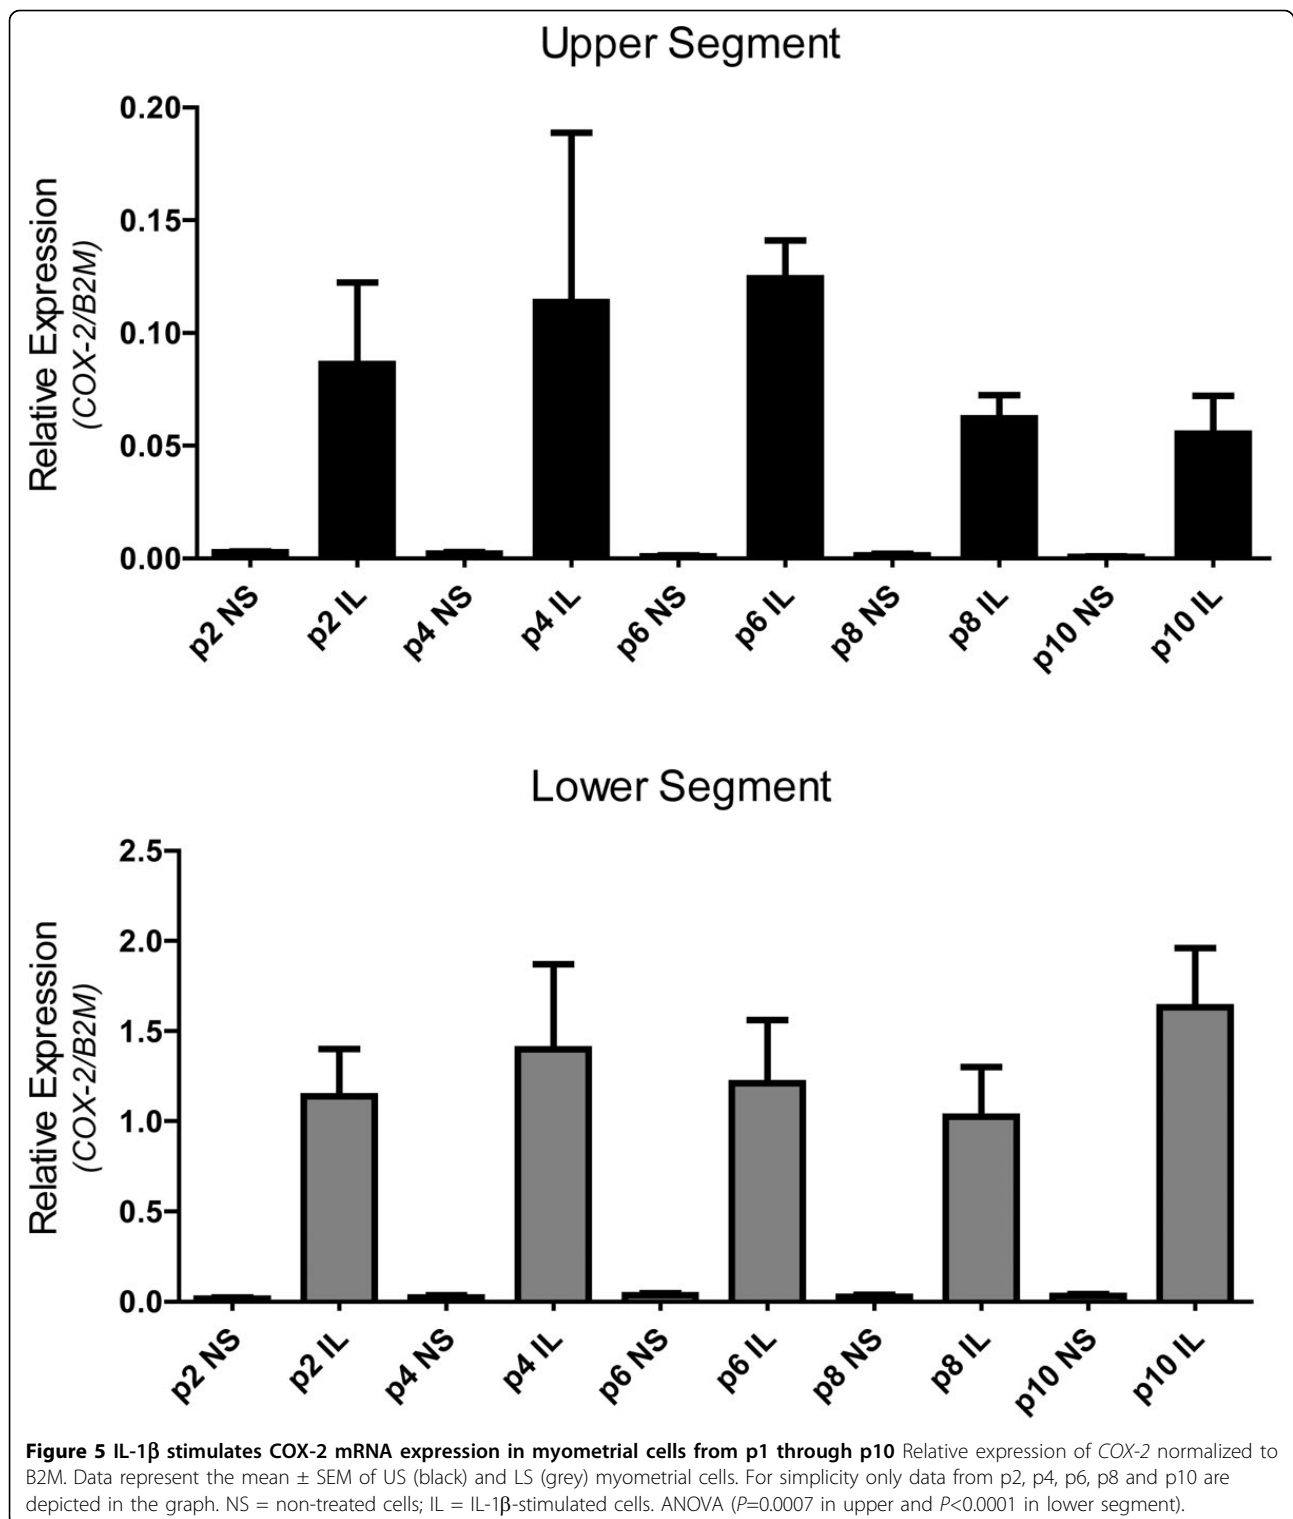 Upper Segment
Relative Expression
(COX-2/B2M)
0.20
0.15
0.10
0.05
0.00
p2 NS
p2 IL
p4 NS
p4 IL
p6 NS
p6 IL
p8 NS
p8 IL
p10 NS
p10 IL
Lower Segment
Relative Expression
(COX-2/B2M)
2.5
2.0
1.5
1.0
0.5
0.0
p2 NS
p2 IL
p4 NS
p4 IL
p6 NS
p6 IL
p8 NS
p8 IL
p10 NS
p10 IL
Figure 5 IL-1β stimulates COX-2 mRNA expression in myometrial cells from p1 through p10 Relative expression of COX-2 normalized to
B2M. Data represent the mean ± SEM of US (black) and LS (grey) myometrial cells. For simplicity only data from p2, p4, p6, p8 and p10 are
depicted in the graph. NS = non-treated cells; IL = IL-1β-stimulated cells. ANOVA (P=0.0007 in upper and P<0.0001 in lower segment).